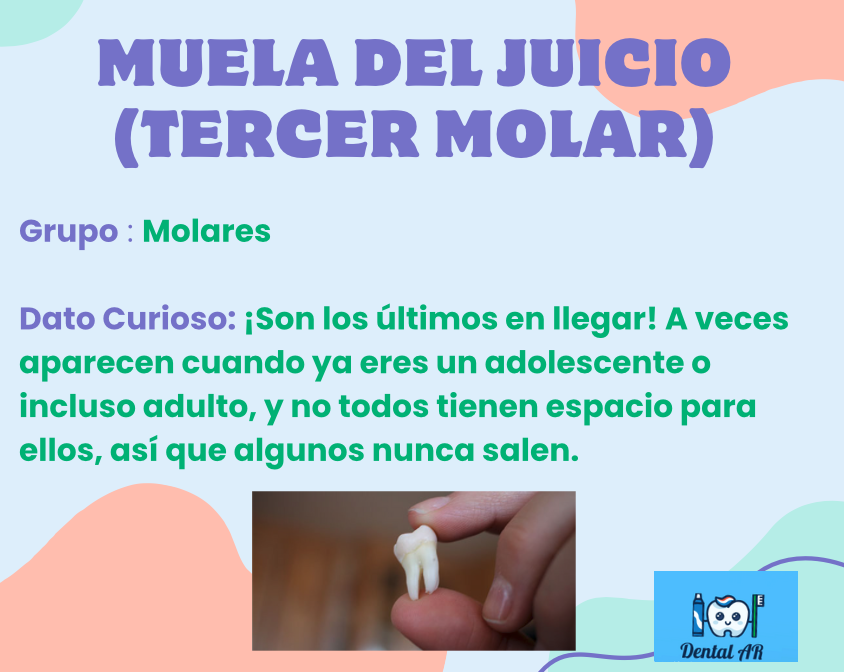 MUELA DEL JUICIO
(TERCER MOLAR)
Grupo : Molares
Dato Curioso: ¡Son los últimos en llegar! A veces
aparecen cuando ya eres un adolescente o
incluso adulto, y no todos tienen espacio para
ellos, así que algunos nunca salen.
E
Dental AR